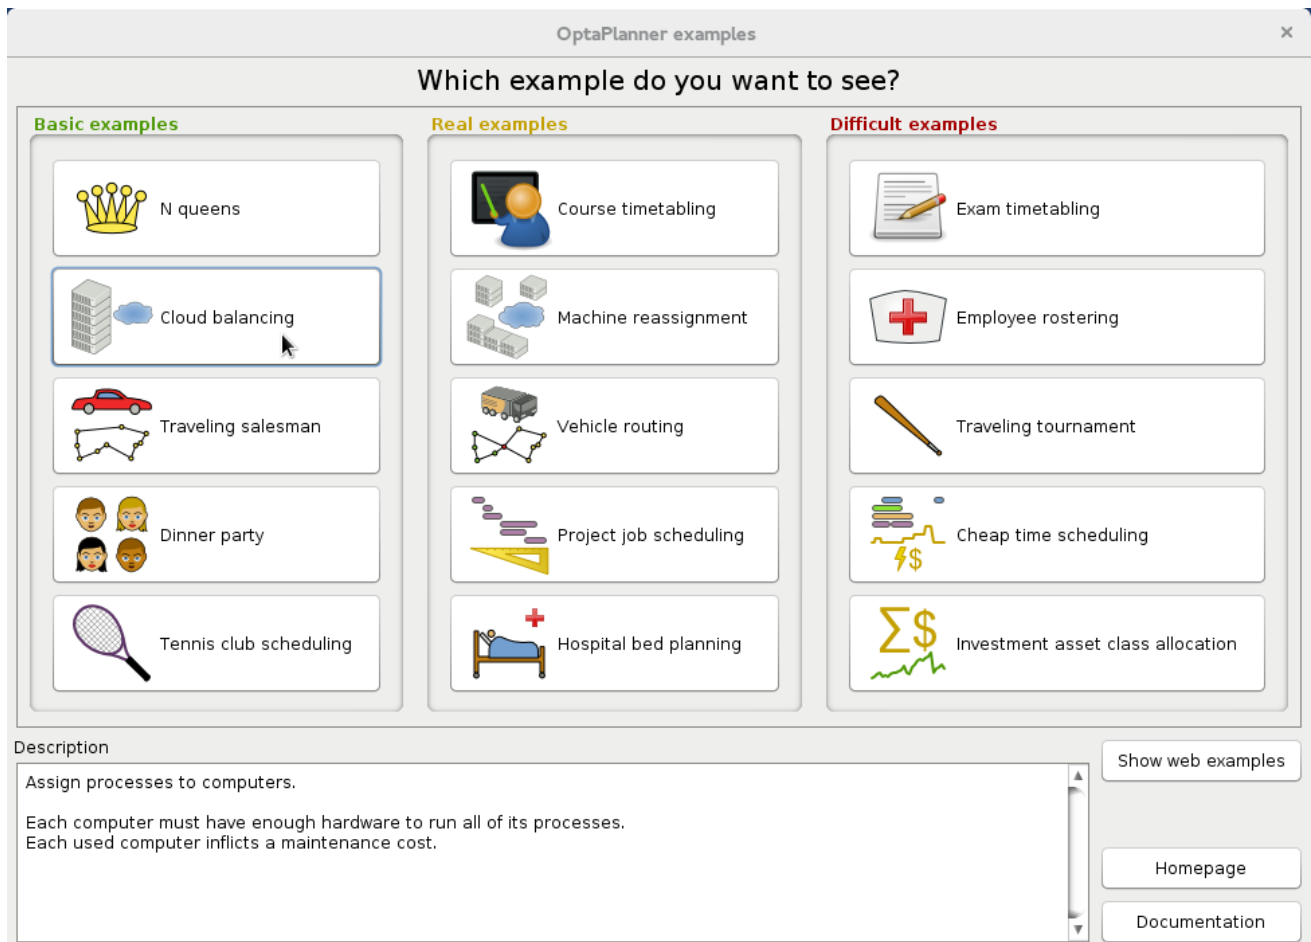 OptaPlanner examples
Which example do you want to see?
Basic examples
N queens
Cloud balancing
Traveling salesman
Dinner party
Tennis club scheduling
Real examples
Course timetabling
Machine reassignment
Vehicle routing
Project job scheduling
Hospital bed planning
Difficult examples
Exam timetabling
Employee rostering
Traveling tournament
Cheap time scheduling
Investment asset class allocation
Description
Assign processes to computers.
Each computer must have enough hardware to run all of its processes.
Each used computer inflicts a maintenance cost.
Show web examples
Homepage
Documentation